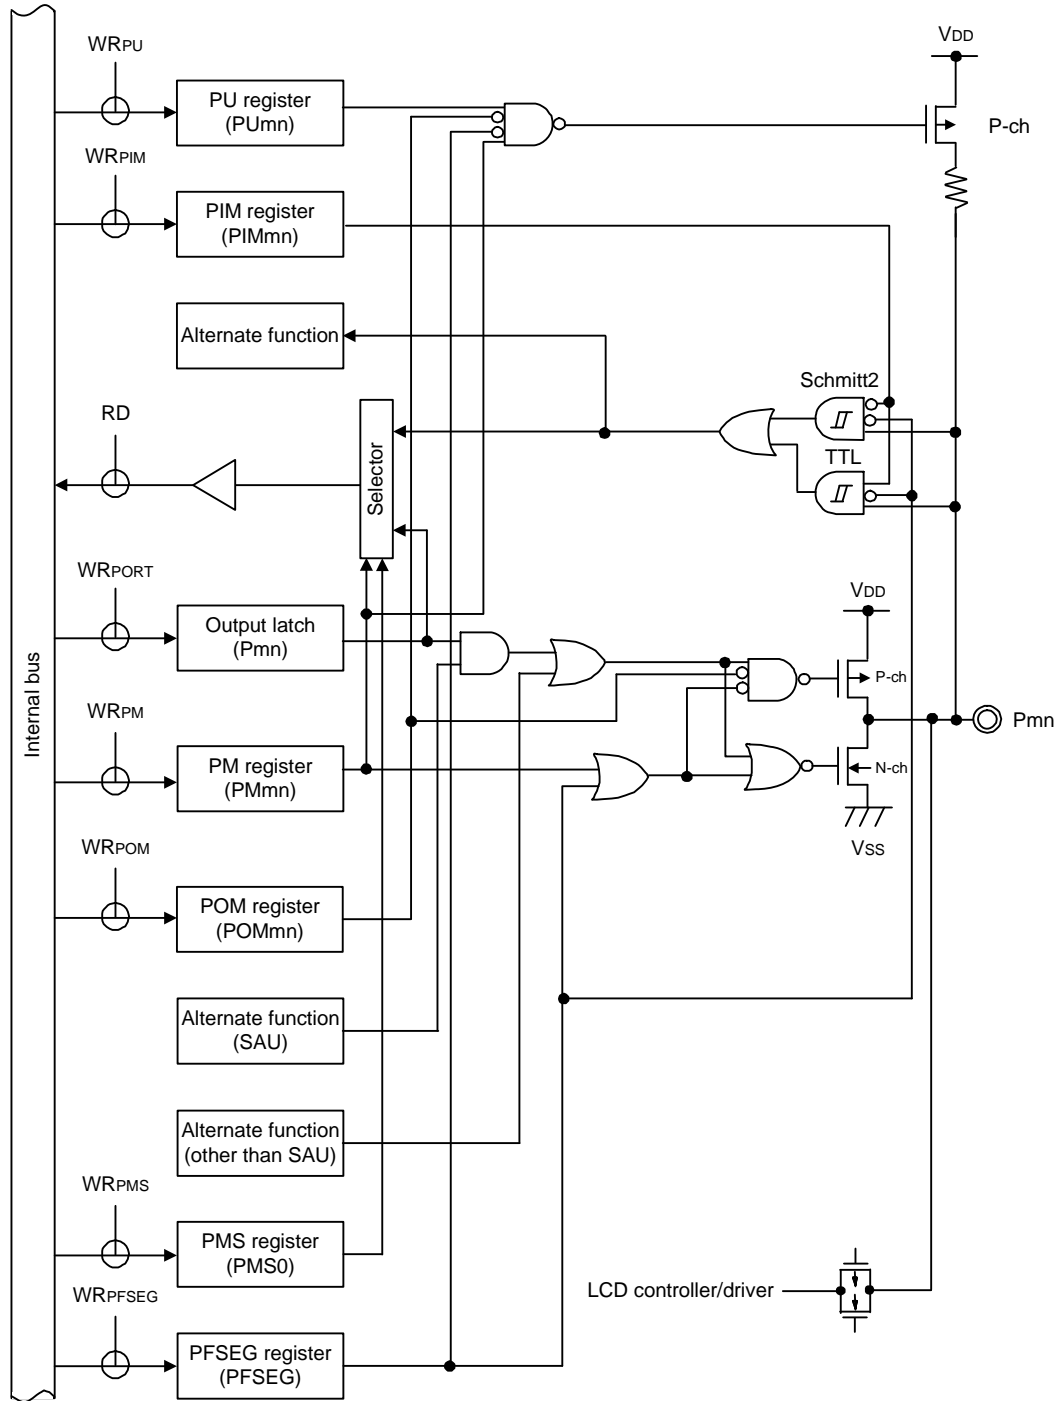 WRPU
PU register
(PUmn)
VDD
P-ch
WRPIM
PIM register
(PIMmn)
Alternate function
Schmitt2
TTL
RD
Selector
WRPORT
Output latch
(Pmn)
VDD
P-ch
Pmn
Internal bus
WRPM
PM register
(PMmn)
N-ch
VSS
WRPOM
POM register
(POMmn)
Alternate function
(SAU)
Alternate function
(other than SAU)
WRPMS
PMS register
(PMS0)
LCD controller/driver
WRPFSEG
PFSEG register
(PFSEG)